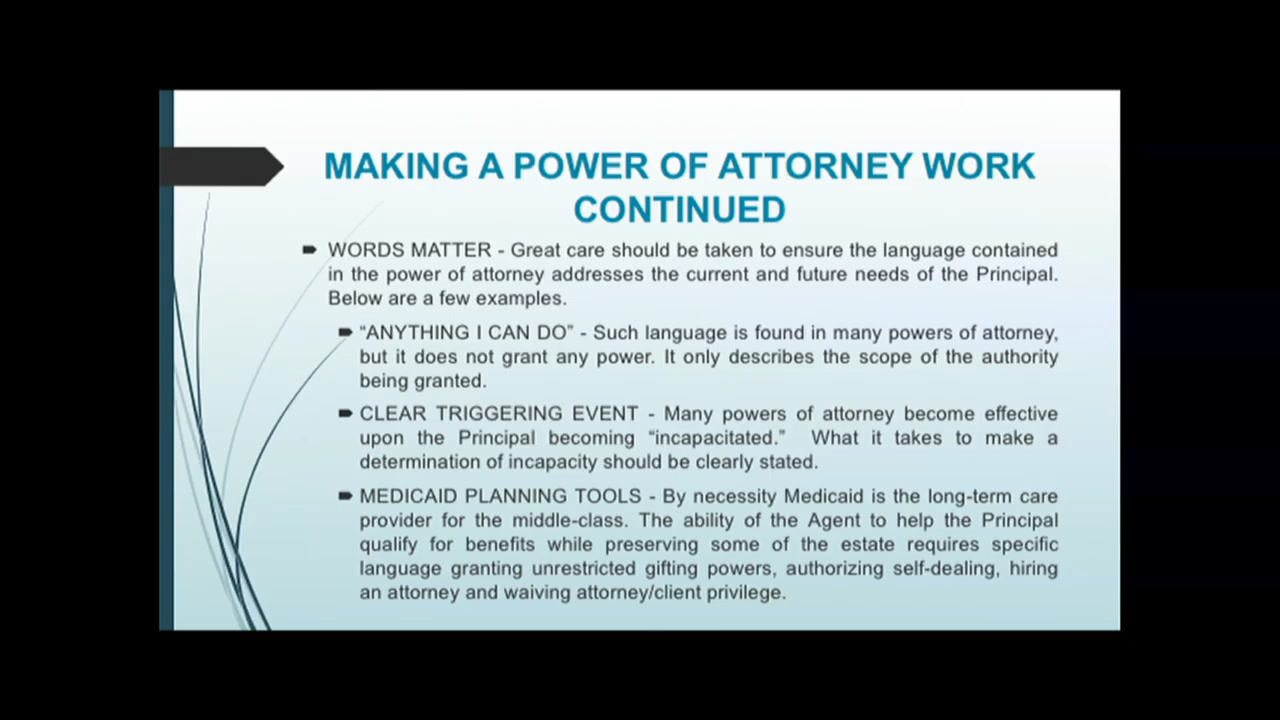 MAKING A POWER OF ATTORNEY WORK
CONTINUED
WORDS MATTER - Great care should be taken to ensure the language contained
in the power of attorney addresses the current and future needs of the Principal.
Below are a few examples.
“ANYTHING I CAN DO” - Such language is found in many powers of attorney,
but it does not grant any power. It only describes the scope of the authority
being granted.
CLEAR TRIGGERING EVENT - Many powers of attorney become effective
upon the Principal becoming “incapacitated.” What it takes to make a
determination of incapacity should be clearly stated.
MEDICAID PLANNING TOOLS - By necessity Medicaid is the long-term care
provider for the middle-class. The ability of the Agent to help the Principal
qualify for benefits while preserving some of the estate requires specific
language granting unrestricted gifting powers, authorizing self-dealing, hiring
an attorney and waiving attorney/client privilege.